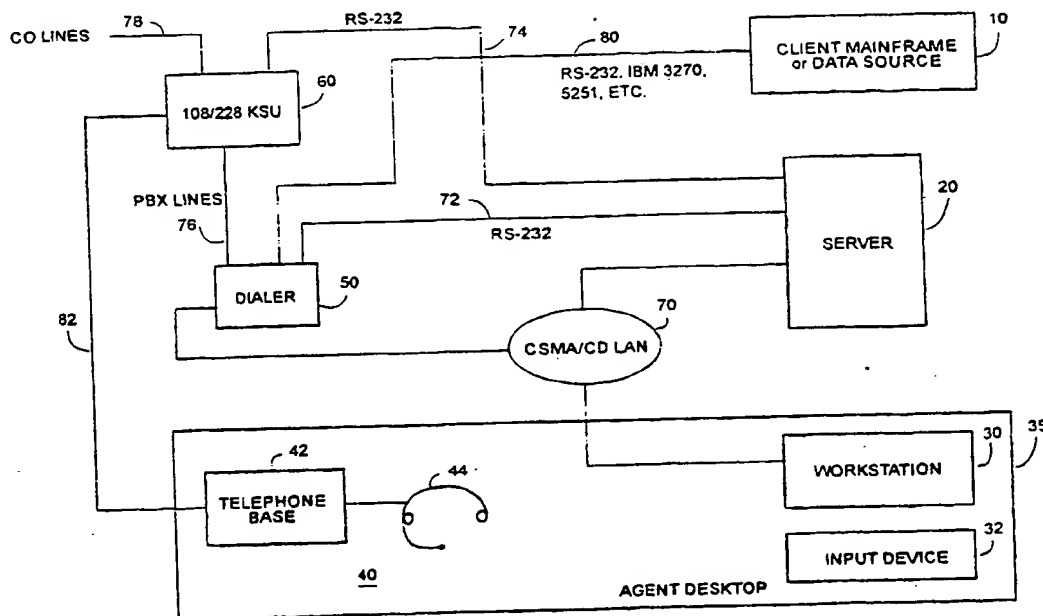 CO LINES
78
RS-232
74
80
RS-232, IBM 3270,
5251, ETC.
CLIENT MAINFRAME
or DATA SOURCE
10
108/228 KSU
60
PBX LINES
76
72
RS-232
SERVER
20
DIALER
50
82
CSMA/CD LAN
70
35
42
TELEPHONE
BASE
44
WORKSTATION
30
INPUT DEVICE
32
40
AGENT DESKTOP